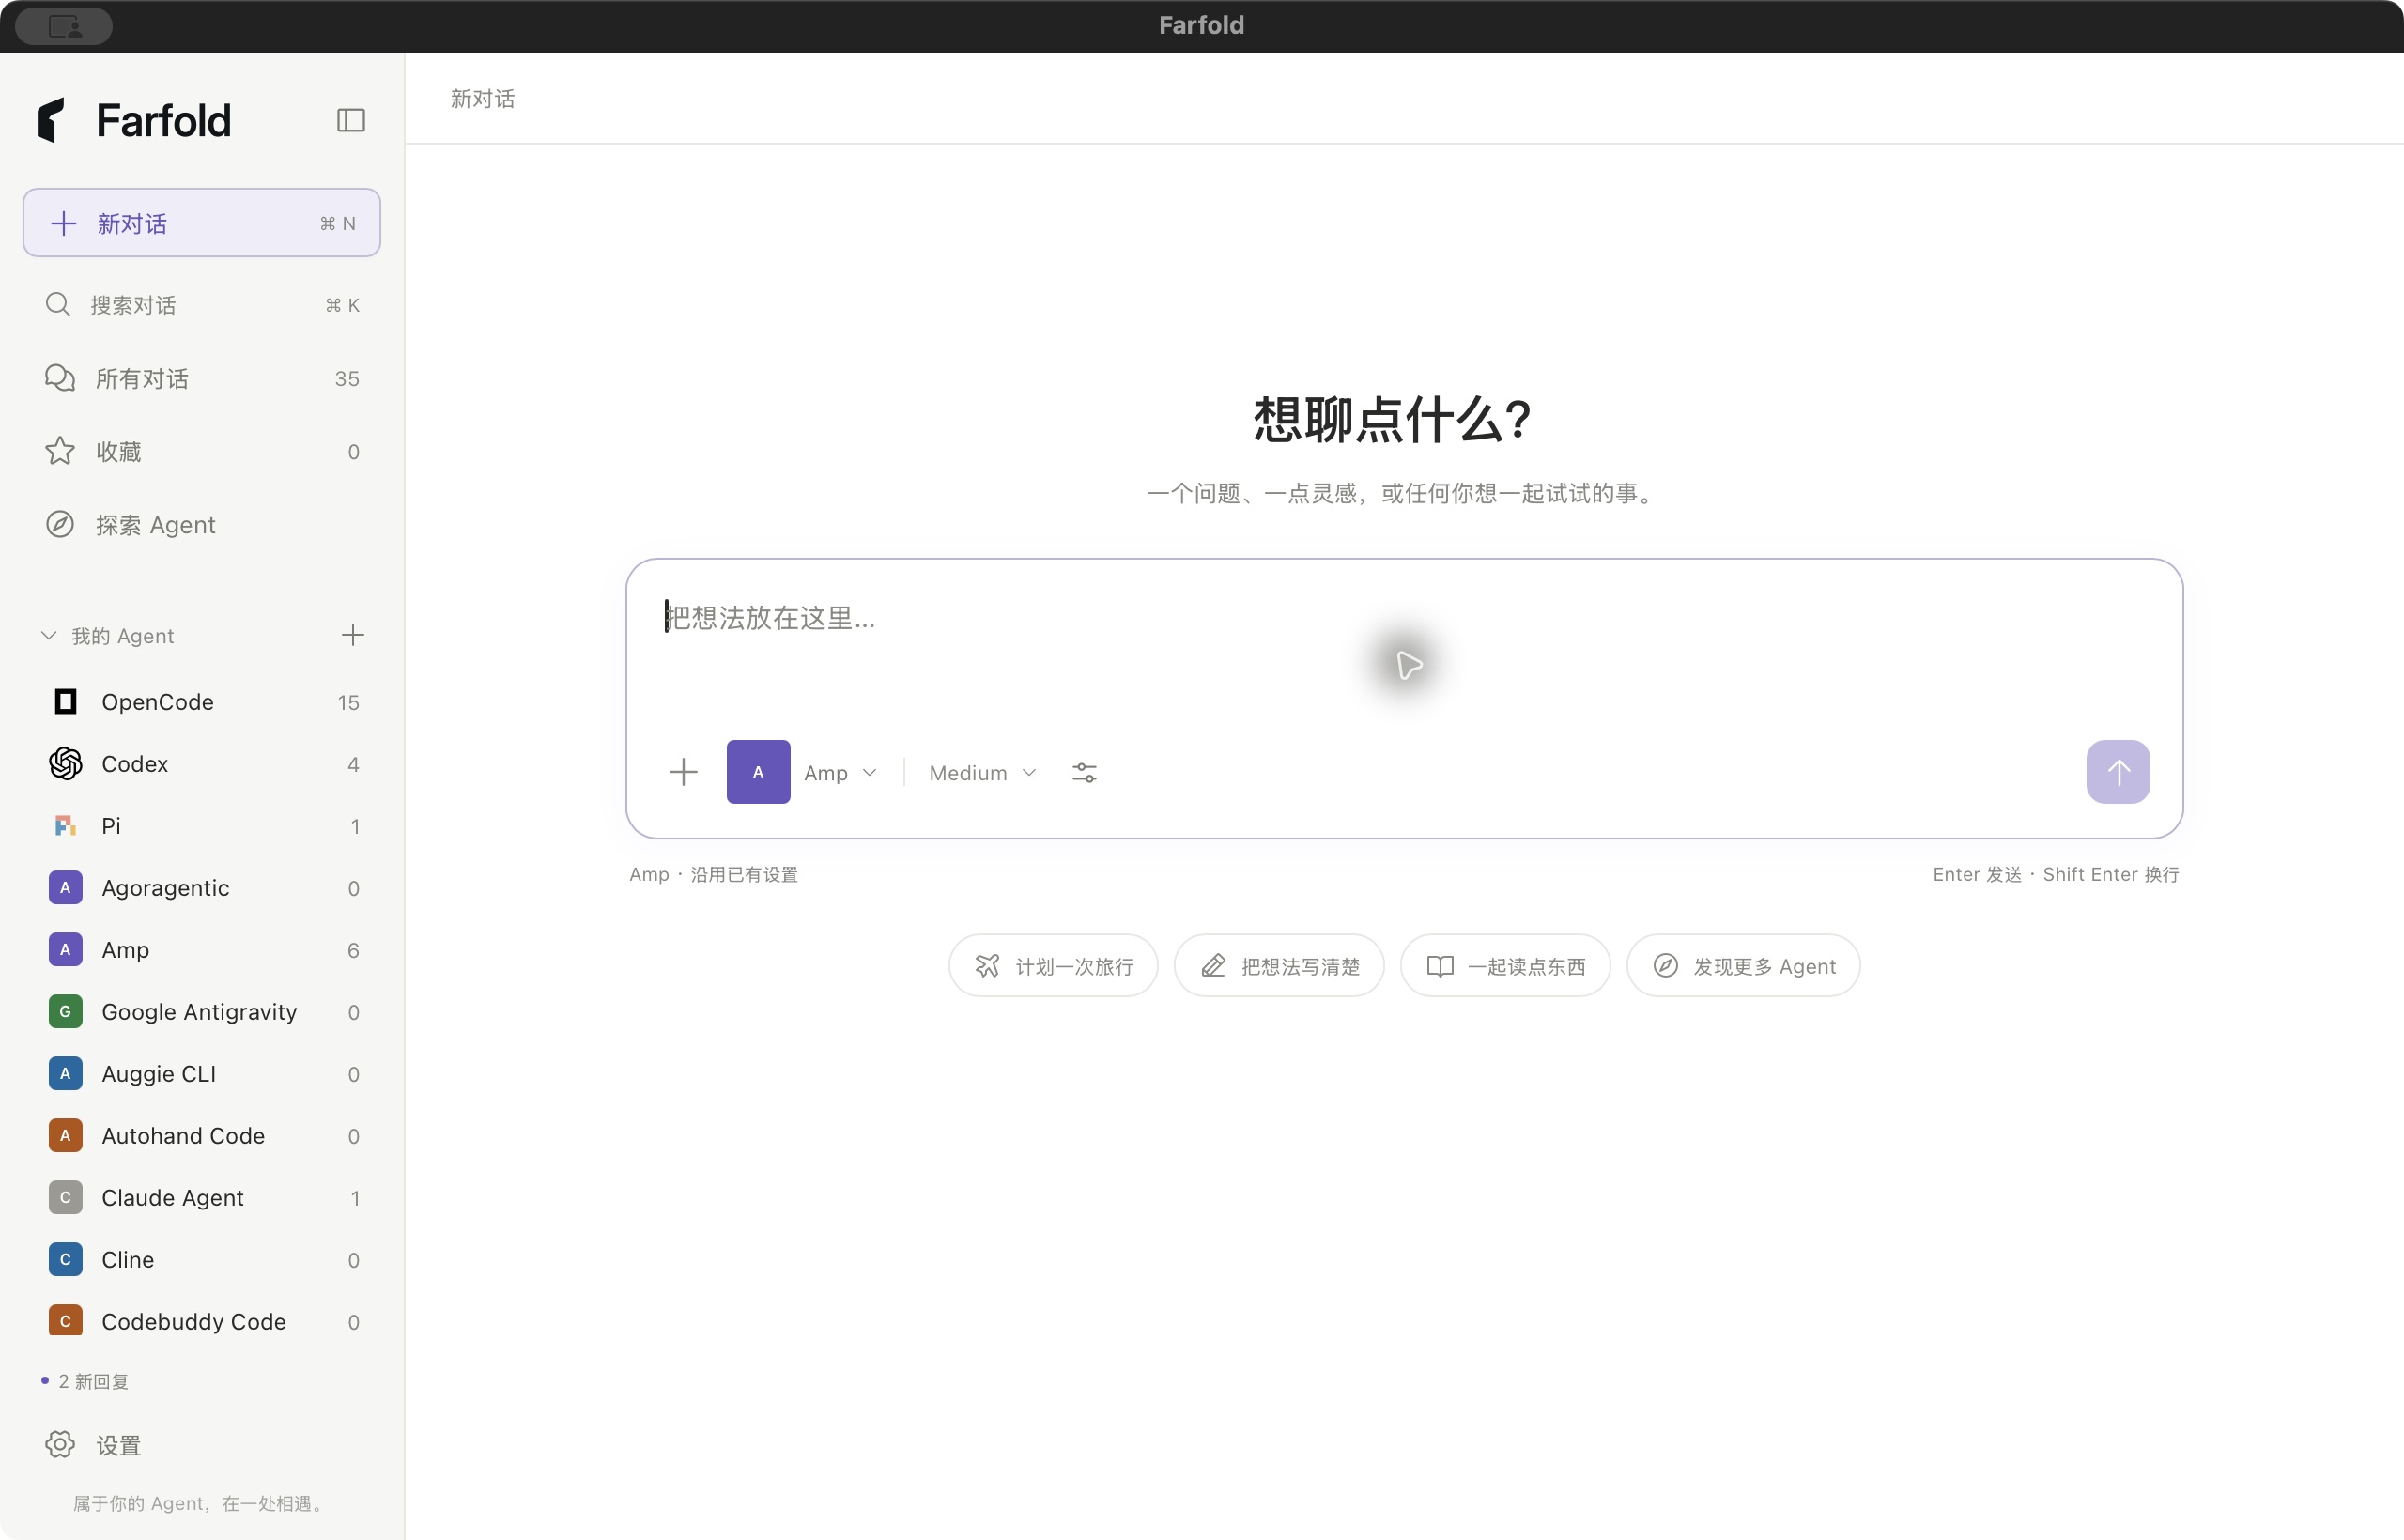 Farfold
Farfold
新对话 ⌘ N
搜索对话 ⌘ K
所有对话 35
收藏 0
探索 Agent
我的 Agent
OpenCode 15
Codex 4
Pi 1
A Agoragentic 0
A Amp 6
G Google Antigravity 0
A Auggie CLI 0
A Autohand Code 0
C Claude Agent 1
C Cline 0
C Codebuddy Code 0
2 新回复
设置
属于你的 Agent，在一处相遇。
新对话
想聊点什么？
一个问题、一点灵感，或任何你想一起试试的事。
把想法放在这里...
A Amp Medium
Amp · 沿用已有设置
Enter 发送 · Shift Enter 换行
计划一次旅行
把想法写清楚
一起读点东西
发现更多 Agent